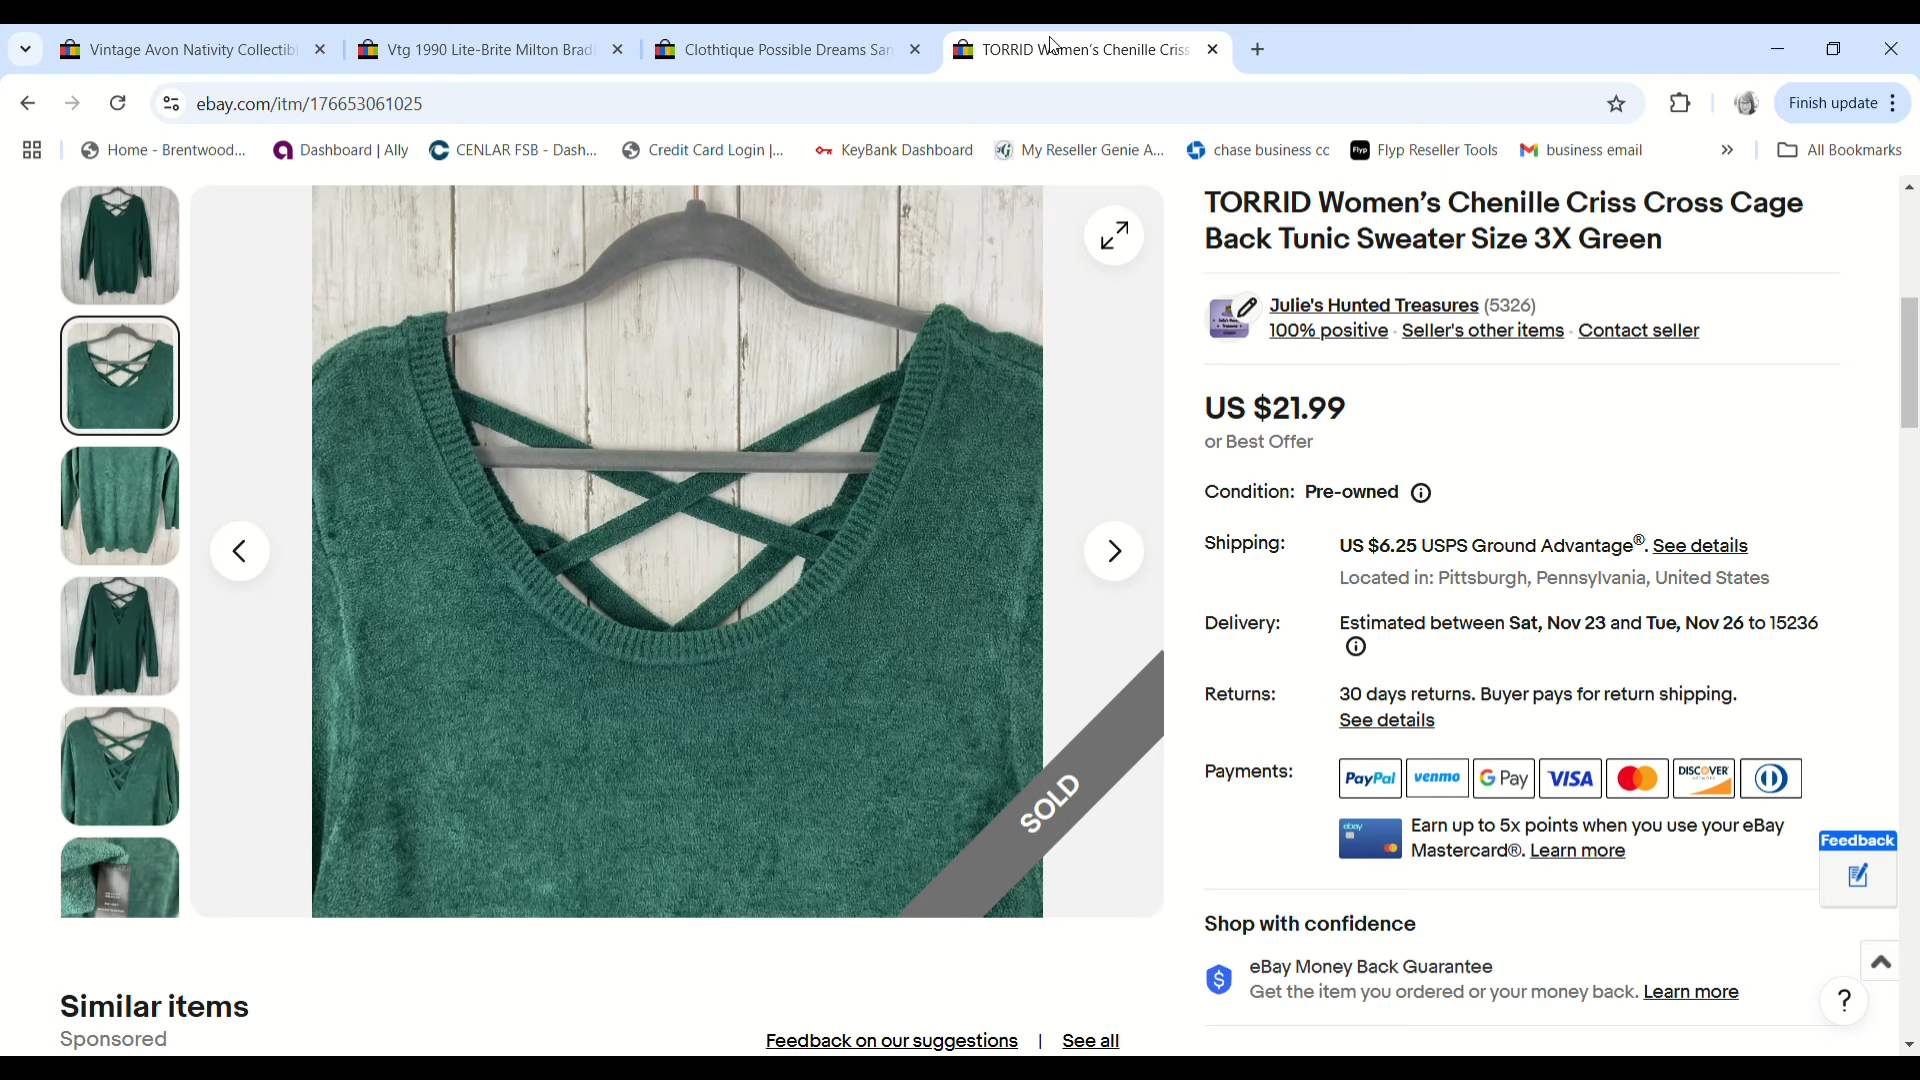 Vintage Avon Nativity Collectib
Vtg 1990 Lite-Brite Milton Brad
Clothtique Possible Dreams San
TORRID Women's Chenille Criss
ebay.com/itm/176653061025
Finish update
Home - Brentwood...
Dashboard | Ally
CENLAR FSB - Dash...
Credit Card Login |...
KeyBank Dashboard
My Reseller Genie A...
chase business cc
Flyp
Flyp Reseller Tools
business email
»
All Bookmarks
TORRID Women's Chenille Criss Cross Cage
Back Tunic Sweater Size 3X Green
Julie's Hunted Treasures (5326)
100% positive · Seller's other items · Contact seller
US $21.99
or Best Offer
Condition: Pre-owned
Shipping: US $6.25 USPS Ground Advantage®. See details
Located in: Pittsburgh, Pennsylvania, United States
Delivery: Estimated between Sat, Nov 23 and Tue, Nov 26 to 15236
Returns: 30 days returns. Buyer pays for return shipping.
See details
Payments: PayPal venmo G Pay VISA DISCOVER
ebay
Earn up to 5x points when you use your eBay
Mastercard®. Learn more
SOLD
Feedback
Shop with confidence
eBay Money Back Guarantee
Get the item you ordered or your money back. Learn more
?
Similar items
Sponsored
Feedback on our suggestions | See all